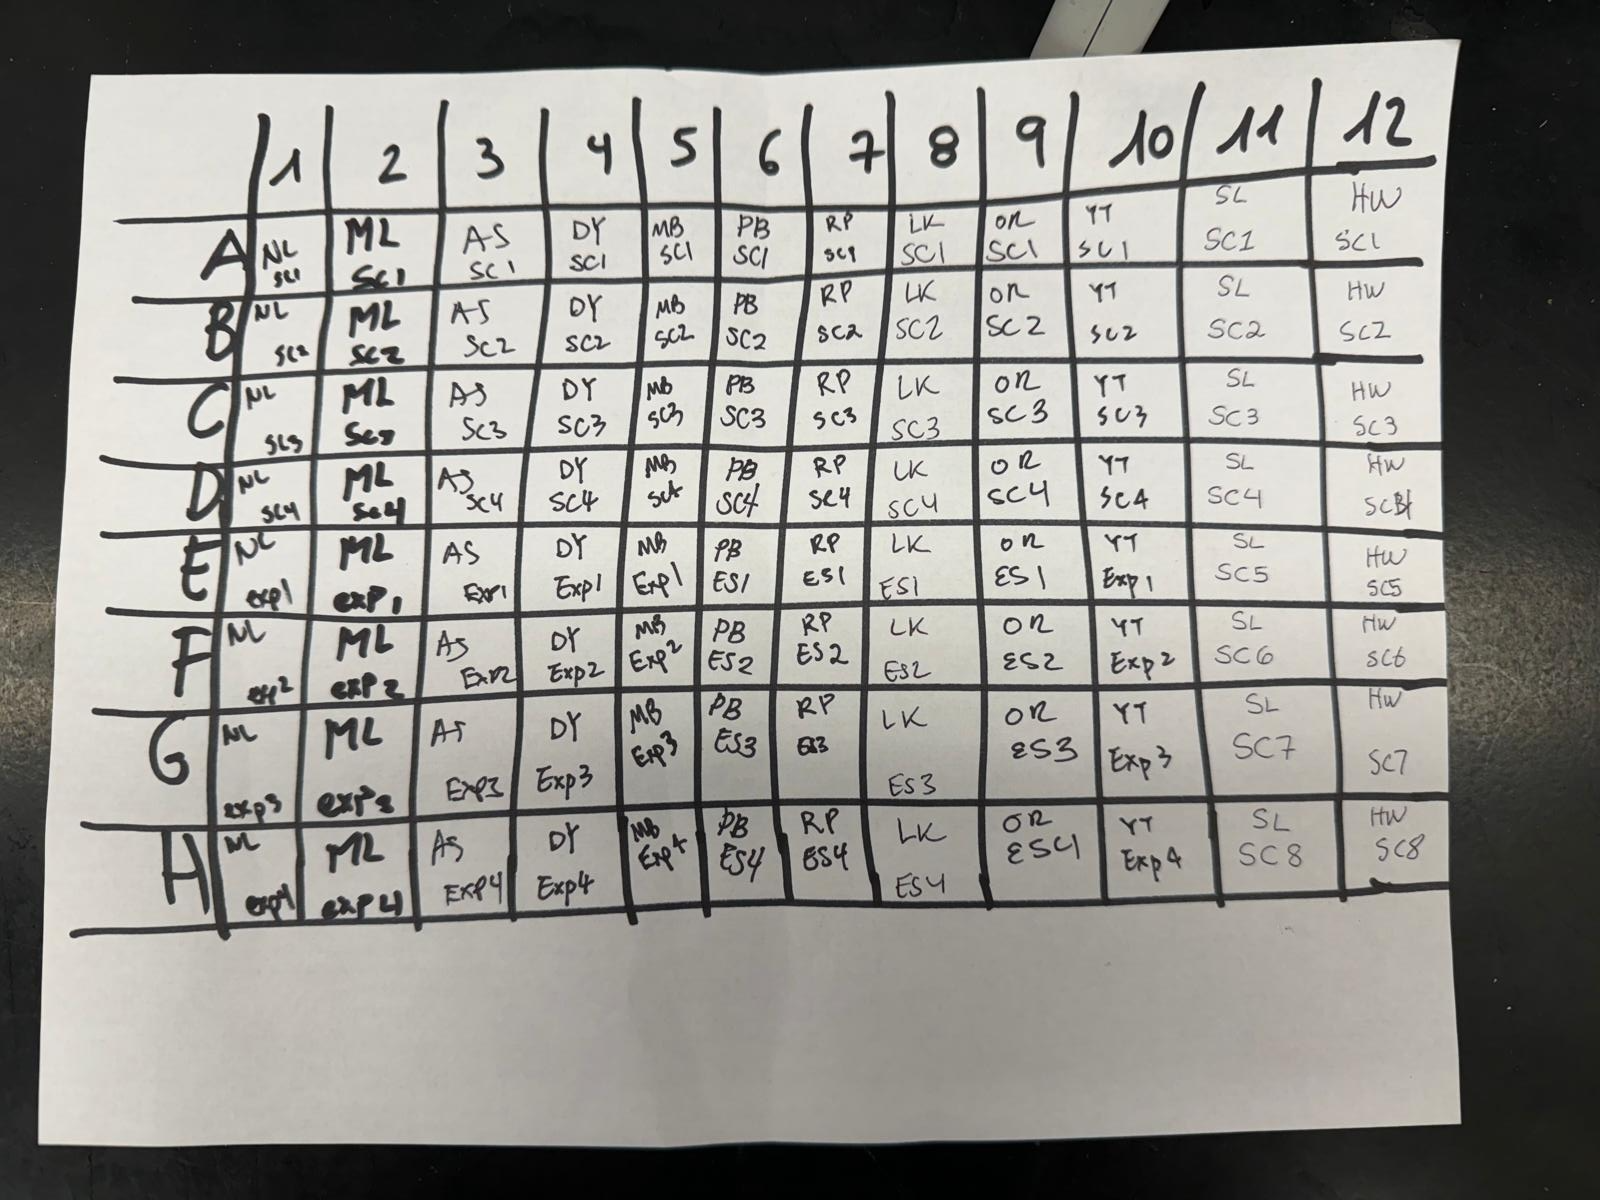 1 2 3 4 5 6 7 8 9 10 11 12
A NL ML AS DY MB PB RP LK OR YT SL HW
SC1 SC1 SC1 SC1 SC1 SC1 SC1 SC1 SC1 SC1 SC1 SC1
B NL ML AS DY MB PB RP LK OR YT SL HW
SC2 SC2 SC2 SC2 SC2 SC2 SC2 SC2 SC2 SC2 SC2 SC2
C NL ML AS DY MB PB RP LK OR YT SL HW
SC3 SC3 SC3 SC3 SC3 SC3 SC3 SC3 SC3 SC3 SC3 SC3
D NL ML AS DY MB PB RP LK OR YT SL HW
SC4 SC4 SC4 SC4 SC4 SC4 SC4 SC4 SC4 SC4 SC4 SC4
E NL ML AS DY MB PB RP LK OR YT SL HW
exp1 exp1 Exp1 Exp1 Exp1 ES1 ES1 ES1 ES1 Exp1 SC5 SC5
F NL ML AS DY MB PB RP LK OR YT SL HW
exp2 exp2 Exp2 Exp2 Exp2 ES2 ES2 ES2 ES2 Exp2 SC6 SC6
G NL ML AS DY MB PB RP LK OR YT SL HW
exp3 exp3 Exp3 Exp3 Exp3 ES3 ES3 ES3 ES3 Exp3 SC7 SC7
H NL ML AS DY MB PB RP LK OR YT SL HW
exp4 exp4 Exp4 Exp4 Exp4 ES4 ES4 ES4 ES4 Exp4 SC8 SC8